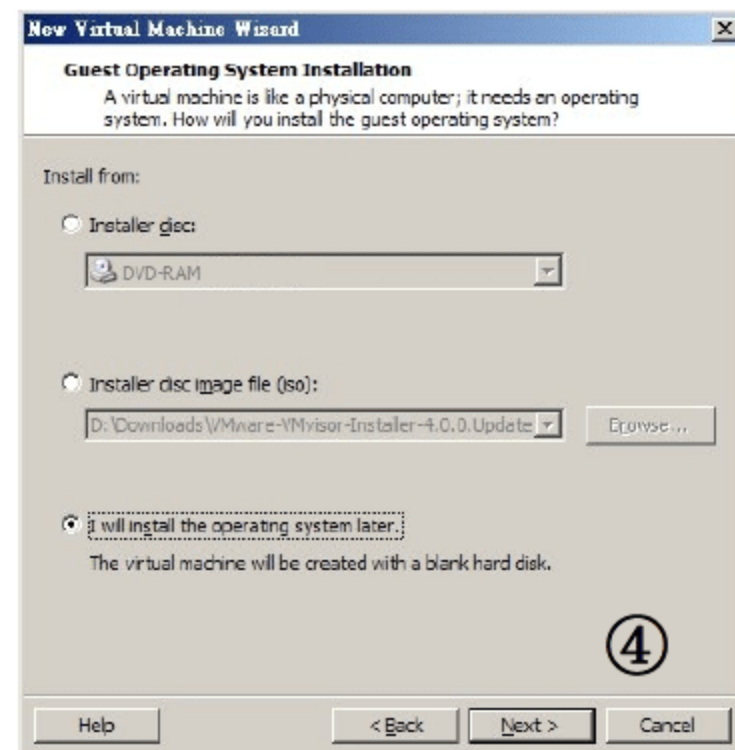 New Virtual Machine Wizard
Guest Operating System Installation
A virtual machine is like a physical computer; it needs an operating
system. How will you install the guest operating system?
Install from:
Installer disc:
DVD-RAM
Installer disc image file (iso):
D:\Downloads\VMware-VMvisor-Installer-4.0.0.Update
Browse...
I will install the operating system later.
The virtual machine will be created with a blank hard disk.
④
Help
< Back
Next >
Cancel